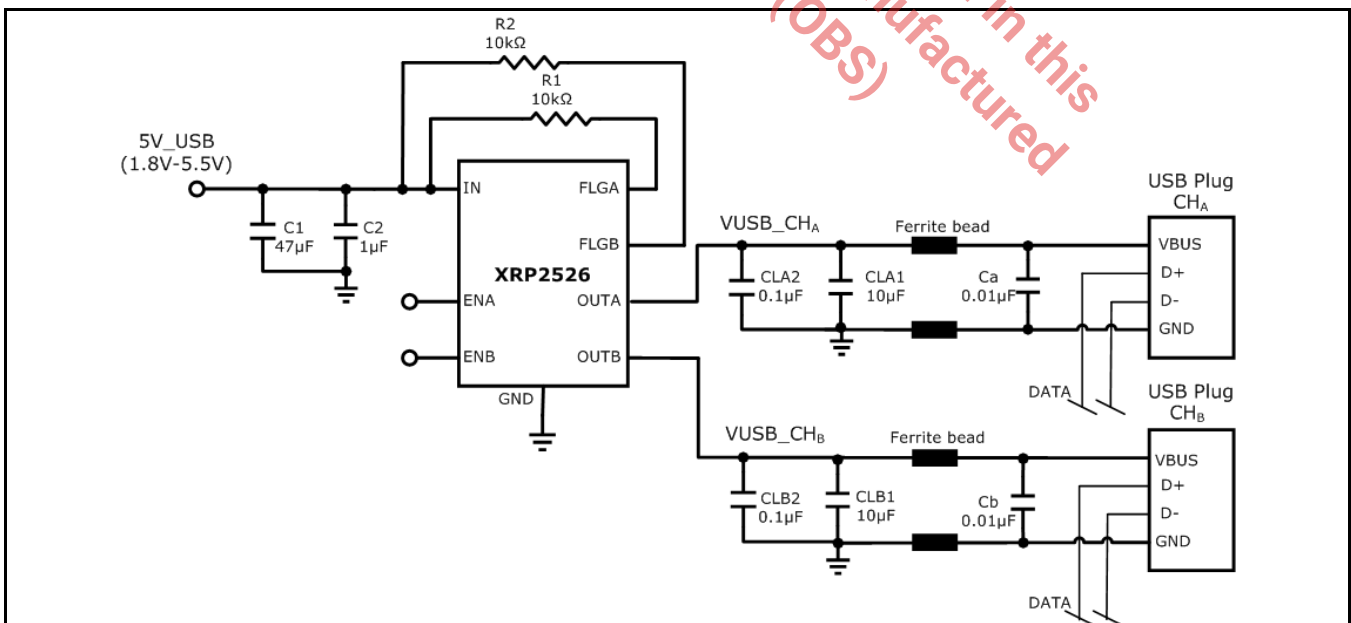 in this
nufactured
(OBS)
R2
10kΩ
R1
10kΩ
5V_USB
(1.8V-5.5V)
C1
47µF
C2
1µF
IN
FLGA
FLGB
XRP2526
ENA
OUTA
ENB
OUTB
GND
VUSB_CHA
Ferrite bead
CLA2
0.1µF
CLA1
10µF
Ca
0.01µF
USB Plug
CHA
VBUS
D+
D-
GND
DATA
VUSB_CHB
Ferrite bead
CLB2
0.1µF
CLB1
10µF
Cb
0.01µF
USB Plug
CHB
VBUS
D+
D-
GND
DATA